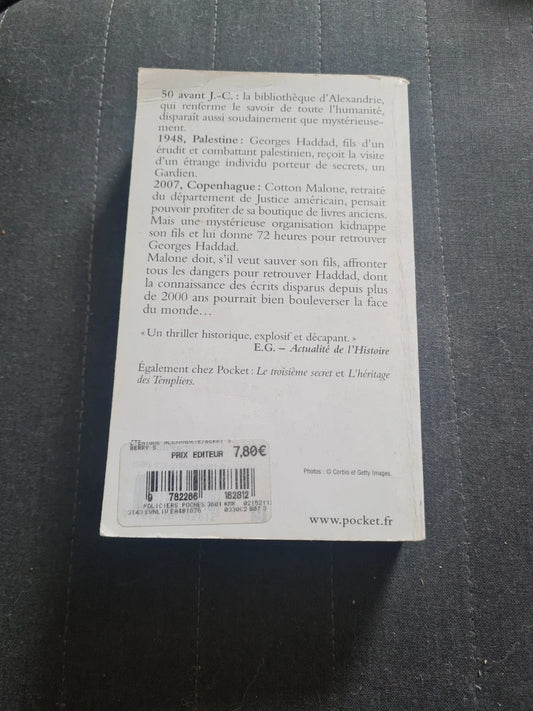 50 avant J.-C. : la bibliothèque d'Alexandrie,
qui renferme le savoir de toute l'humanité,
disparaît aussi soudainement que mystérieuse-
ment.
1948, Palestine : Georges Haddad, fils d'un
érudit et combattant palestinien, reçoit la visite
d'un étrange individu porteur de secrets, un
Gardien.
2007, Copenhague : Cotton Malone, retraité
du département de Justice américain, pensait
pouvoir profiter de sa boutique de livres anciens.
Mais une mystérieuse organisation kidnappe
son fils et lui donne 72 heures pour retrouver
Georges Haddad.
Malone doit, s'il veut sauver son fils, affronter
tous les dangers pour retrouver Haddad, dont
la connaissance des écrits disparus depuis plus
de 2000 ans pourrait bien bouleverser la face
du monde…
« Un thriller historique, explosif et décapant. »
E.G. – Actualité de l'Histoire
Également chez Pocket : Le troisième secret et L'héritage
des Templiers.
BERRY S.
PRIX EDITEUR 7,80€
Photos : © Corbis et Getty Images.
9 782266 182812
POLICIERS POCHES 3601 KMR 0215211
www.pocket.fr